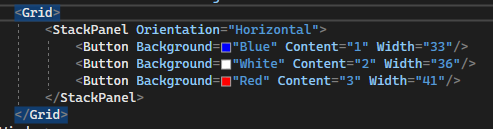 <Grid>
<StackPanel Orientation="Horizontal">
<Button Background="Blue" Content="1" Width="33"/>
<Button Background="White" Content="2" Width="36"/>
<Button Background="Red" Content="3" Width="41"/>
</StackPanel>
</Grid>